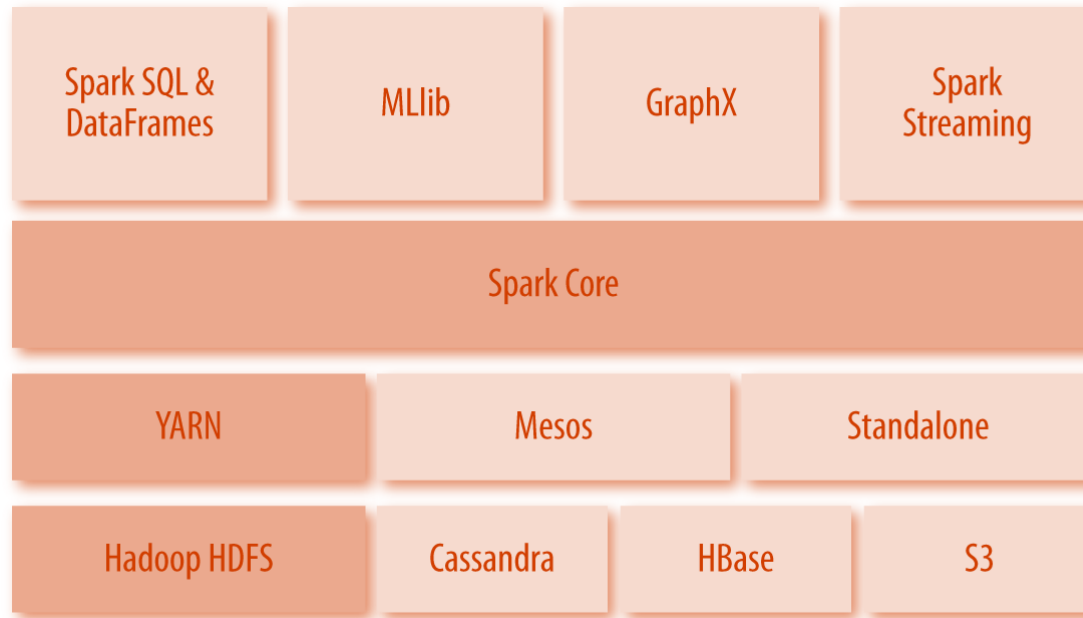 Spark SQL &
DataFrames
MLlib
GraphX
Spark
Streaming
Spark Core
YARN
Mesos
Standalone
Hadoop HDFS
Cassandra
HBase
S3